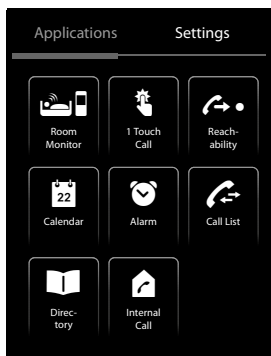 Applications Settings
Room Monitor
1 Touch Call
Reach-
ability
22
Calendar
Alarm
Call List
Direc-
tory
Internal
Call